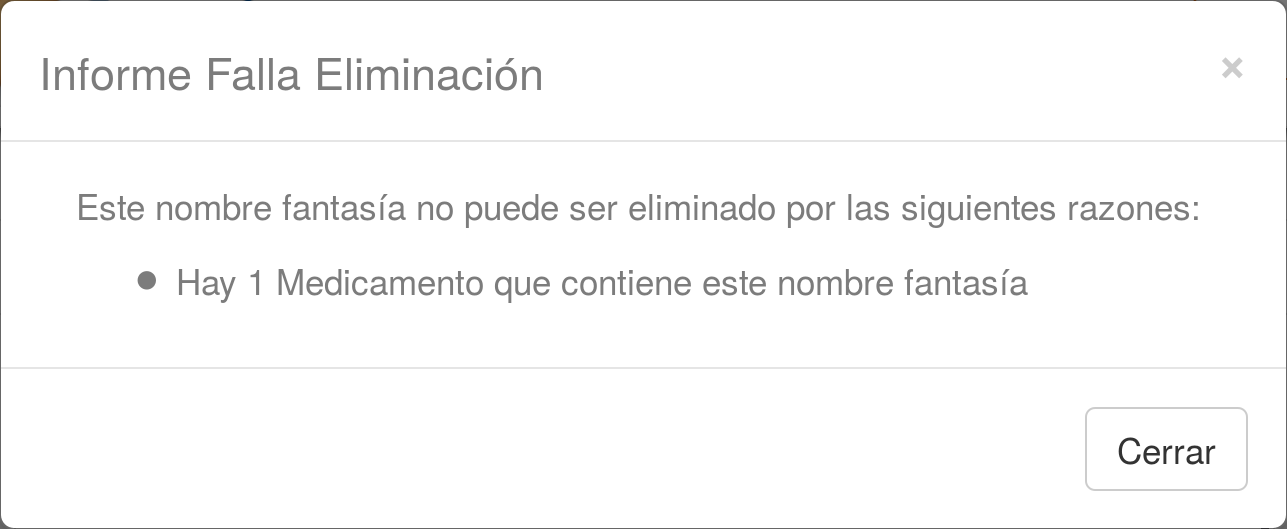 Informe Falla Eliminación
×
Este nombre fantasía no puede ser eliminado por las siguientes razones:
● Hay 1 Medicamento que contiene este nombre fantasía
Cerrar